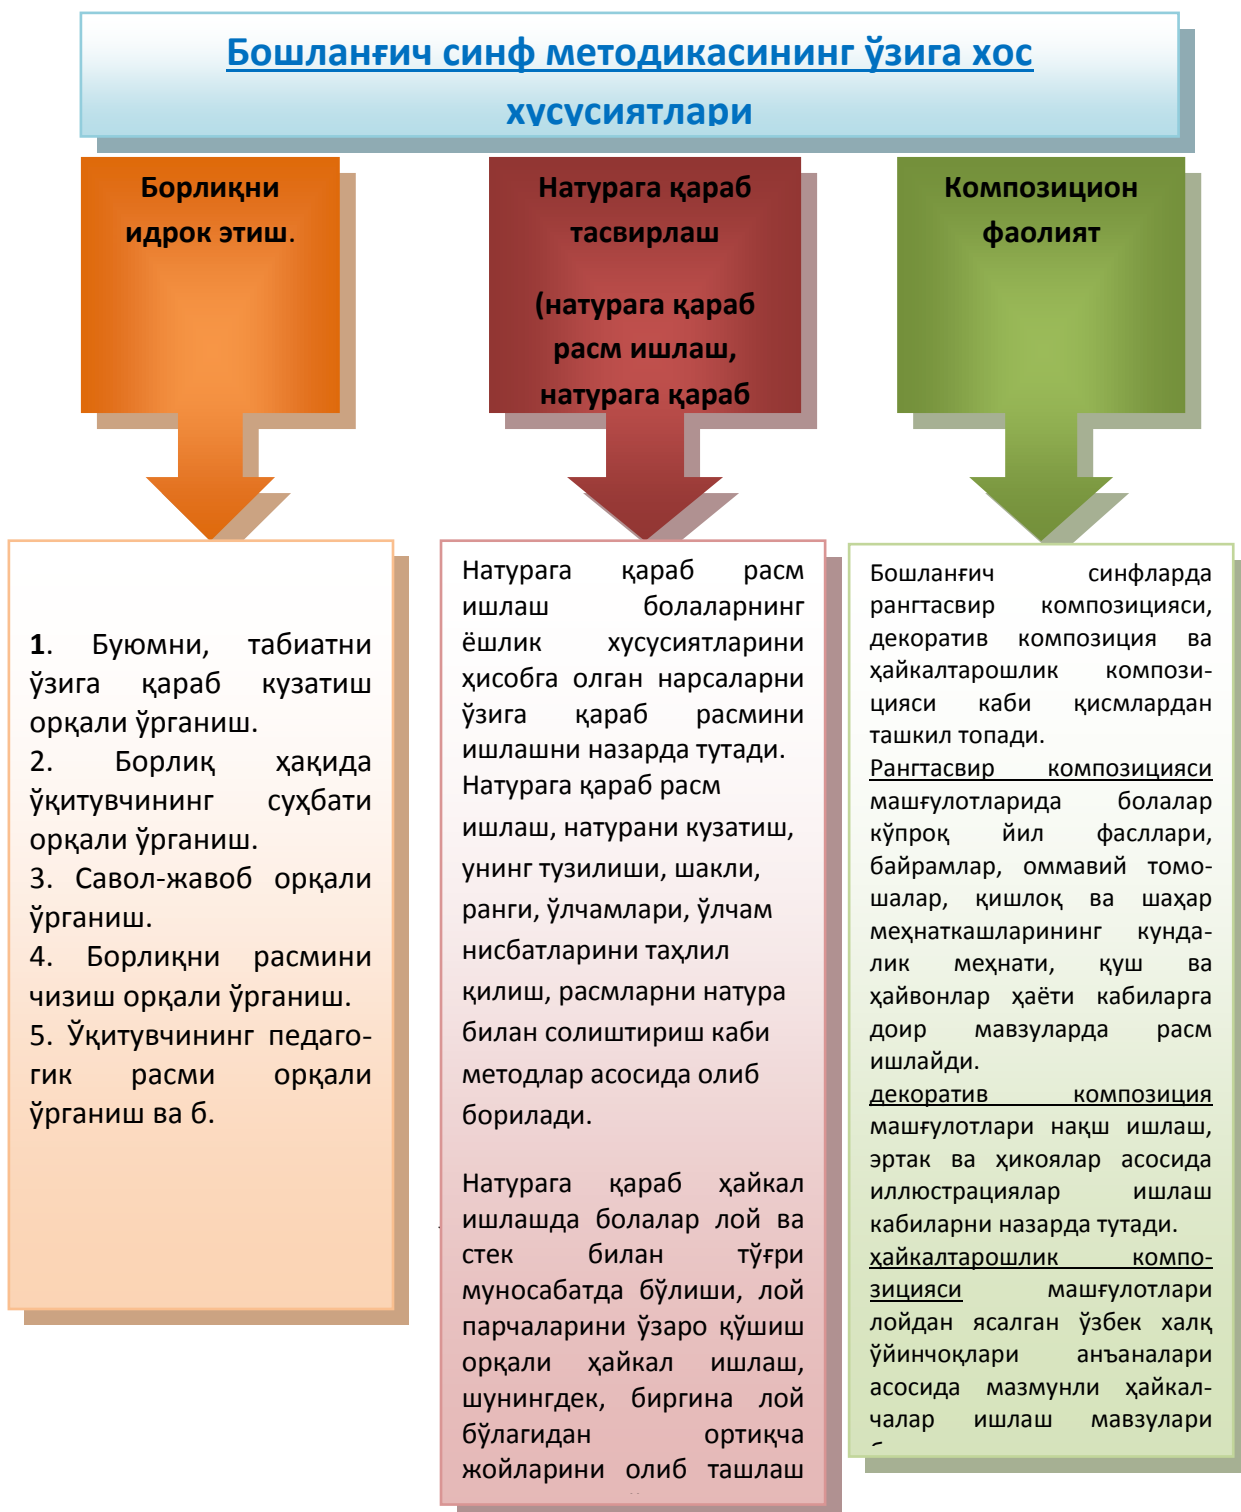 Бошланғич синф методикасининг ўзига хос
хусусиятлари
Борлиқни
идрок этиш.
Натурага қараб
тасвирлаш
(натурага қараб
расм ишлаш,
натурага қараб
Композицион
фаолият
1. Буюмни, табиатни
ўзига қараб кузатиш
орқали ўрганиш.
2. Борлиқ ҳақида
ўқитувчининг суҳбати
орқали ўрганиш.
3. Савол-жавоб орқали
ўрганиш.
4. Борлиқни расмини
чизиш орқали ўрганиш.
5. Ўқитувчининг педаго-
гик расми орқали
ўрганиш ва б.
Натурага қараб расм
ишлаш болаларнинг
ёшлик хусусиятларини
ҳисобга олган нарсаларни
ўзига қараб расмини
ишлашни назарда тутади.
Натурага қараб расм
ишлаш, натурани кузатиш,
унинг тузилиши, шакли,
ранги, ўлчамлари, ўлчам
нисбатларини таҳлил
қилиш, расмларни натура
билан солиштириш каби
методлар асосида олиб
борилади.
Натурага қараб ҳайкал
ишлашда болалар лой ва
стек билан тўғри
муносабатда бўлиши, лой
парчаларини ўзаро қўшиш
орқали ҳайкал ишлаш,
шунингдек, биргина лой
бўлагидан ортиқча
жойларини олиб ташлаш
Бошланғич синфларда
рангтасвир композицияси,
декоратив композиция ва
ҳайкалтарошлик компози-
цияси каби қисмлардан
ташкил топади.
Рангтасвир композицияси
машғулотларида болалар
кўпроқ йил фасллари,
байрамлар, оммавий томо-
шалар, қишлоқ ва шаҳар
меҳнаткашларининг кунда-
лик меҳнати, қуш ва
ҳайвонлар ҳаёти кабиларга
доир мавзуларда расм
ишлайди.
декоратив композиция
машғулотлари нақш ишлаш,
эртак ва ҳикоялар асосида
иллюстрациялар ишлаш
кабиларни назарда тутади.
ҳайкалтарошлик компо-
зицияси машғулотлари
лойдан ясалган ўзбек халқ
ўйинчоқлари анъаналари
асосида мазмунли ҳайкал-
чалар ишлаш мавзулари